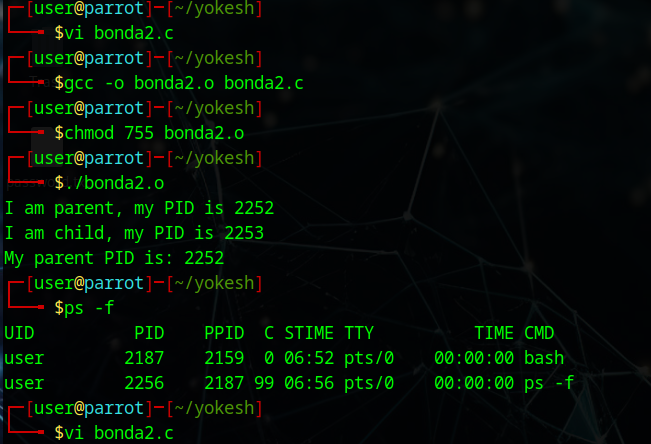 [user@parrot]─[~/yokesh]
$vi bonda2.c
[user@parrot]─[~/yokesh]
$gcc -o bonda2.o bonda2.c
[user@parrot]─[~/yokesh]
$chmod 755 bonda2.o
[user@parrot]─[~/yokesh]
$./bonda2.o
I am parent, my PID is 2252
I am child, my PID is 2253
My parent PID is: 2252
[user@parrot]─[~/yokesh]
$ps -f
UID          PID    PPID  C STIME TTY          TIME CMD
user        2187    2159  0 06:52 pts/0    00:00:00 bash
user        2256    2187 99 06:56 pts/0    00:00:00 ps -f
[user@parrot]─[~/yokesh]
$vi bonda2.c